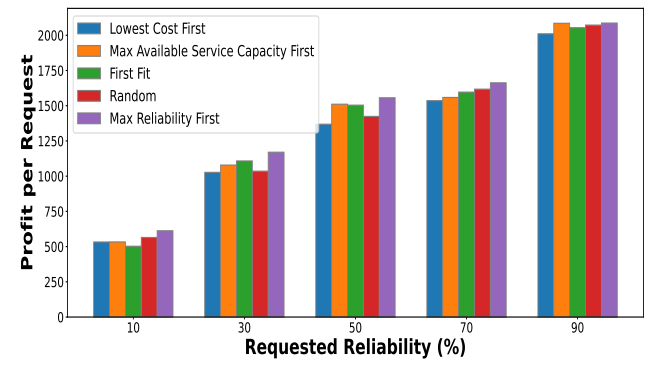 Lowest Cost First
Max Available Service Capacity First
First Fit
Random
Max Reliability First
Profit per Request
2000
1750
1500
1250
1000
750
500
250
0
10 30 50 70 90
Requested Reliability (%)